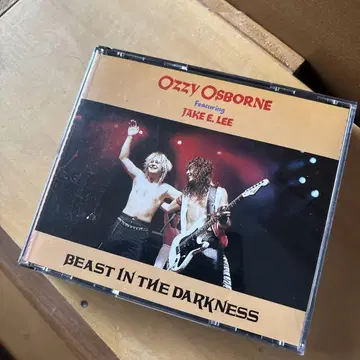 OZZY OSBORNE
Featuring
JAKE E. LEE
BEAST IN THE DARKNESS